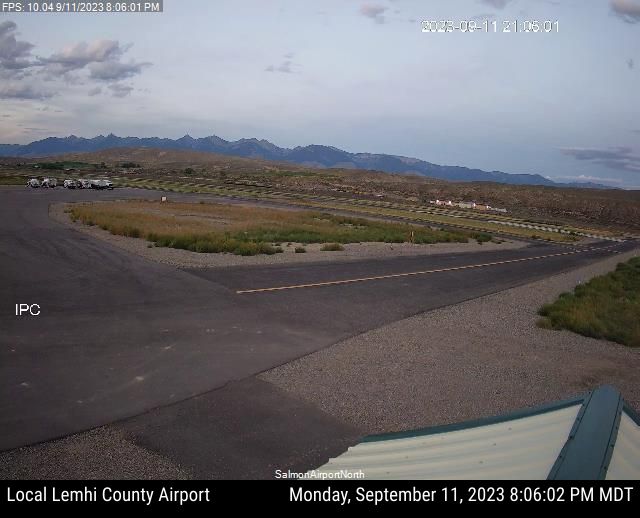 FPS: 10.04 9/11/2023 8:06:01 PM
2023-09-11 21:06:01
IPC
SalmonAirportNorth
Local Lemhi County Airport
Monday, September 11, 2023 8:06:02 PM MDT